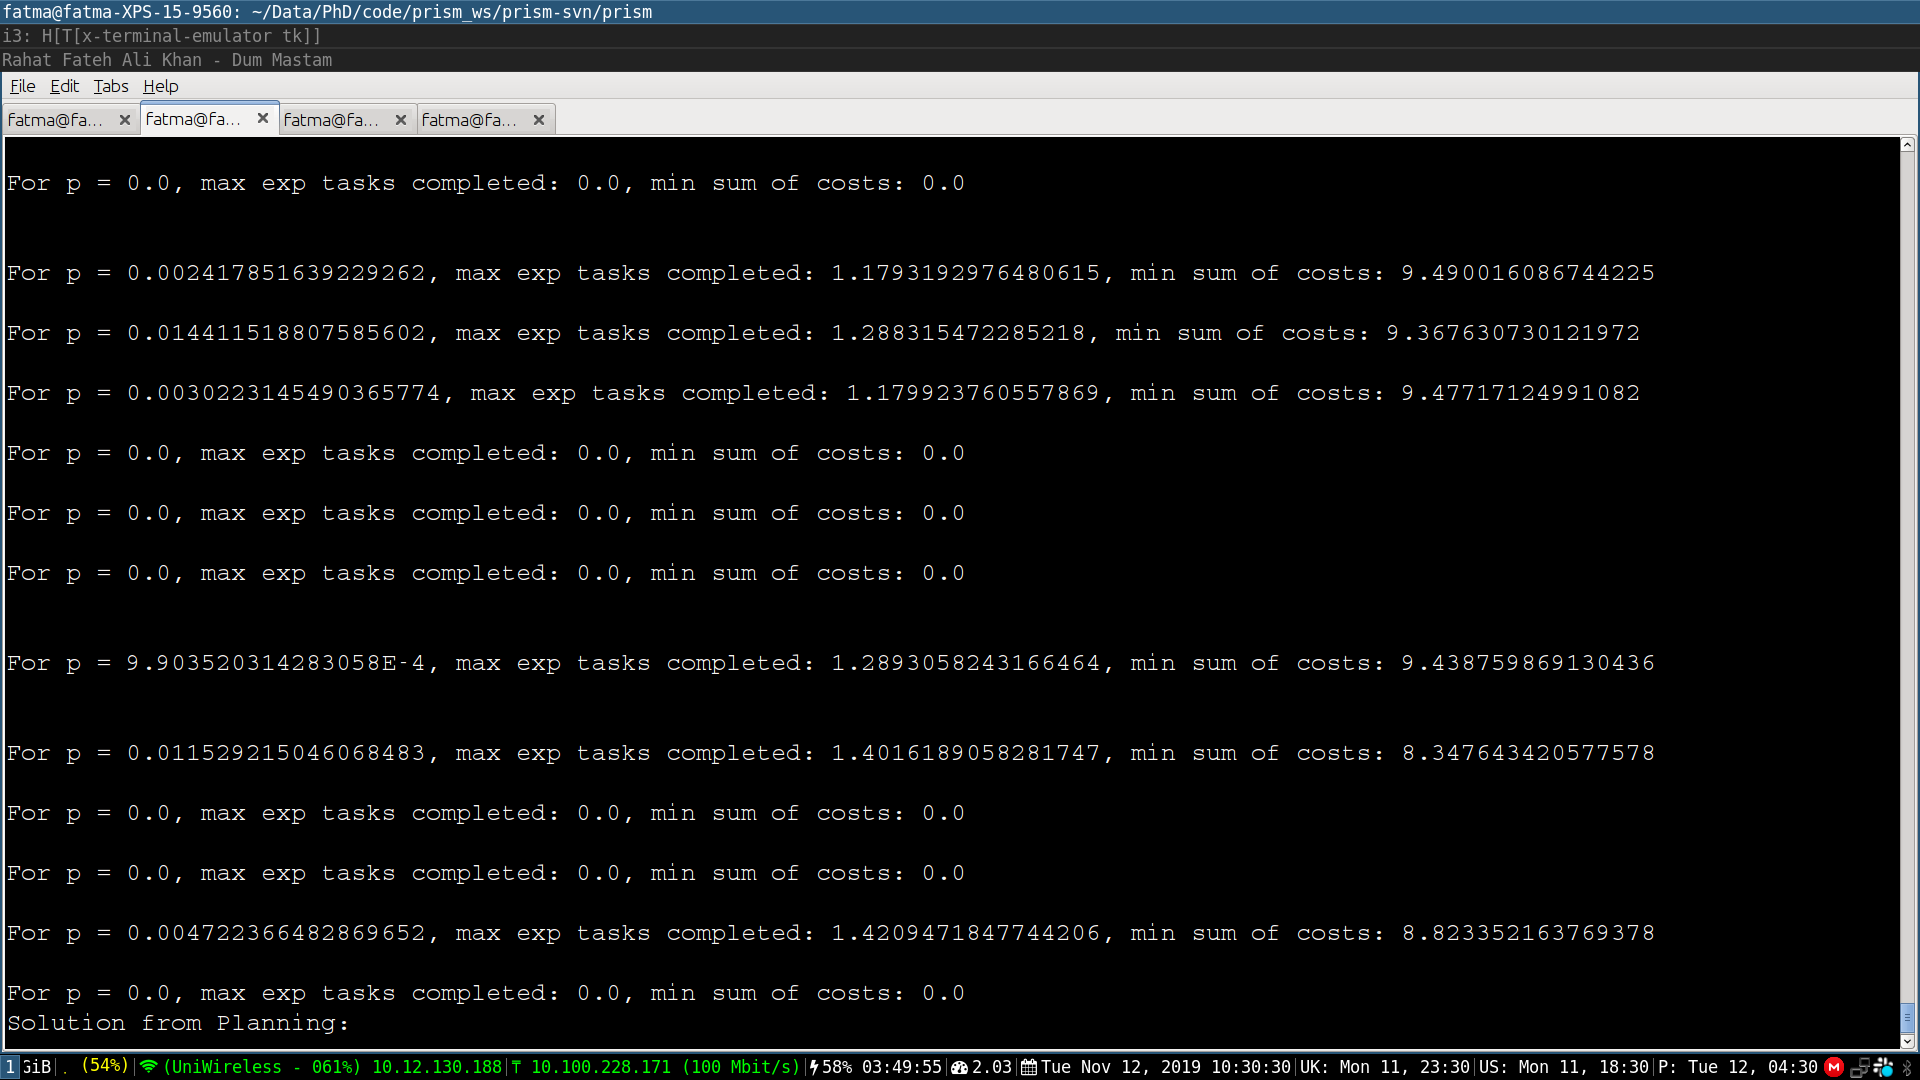 fatma@fatma-XPS-15-9560: ~/Data/PhD/code/prism_ws/prism-svn/prism
i3: H[T[x-terminal-emulator tk]]
Rahat Fateh Ali Khan - Dum Mastam
File Edit Tabs Help
fatma@fa... fatma@fa... fatma@fa... fatma@fa...
For p = 0.0, max exp tasks completed: 0.0, min sum of costs: 0.0
For p = 0.002417851639229262, max exp tasks completed: 1.1793192976480615, min sum of costs: 9.490016086744225
For p = 0.014411518807585602, max exp tasks completed: 1.288315472285218, min sum of costs: 9.367630730121972
For p = 0.0030223145490365774, max exp tasks completed: 1.179923760557869, min sum of costs: 9.47717124991082
For p = 0.0, max exp tasks completed: 0.0, min sum of costs: 0.0
For p = 0.0, max exp tasks completed: 0.0, min sum of costs: 0.0
For p = 0.0, max exp tasks completed: 0.0, min sum of costs: 0.0
For p = 9.903520314283058E-4, max exp tasks completed: 1.2893058243166464, min sum of costs: 9.438759869130436
For p = 0.011529215046068483, max exp tasks completed: 1.4016189058281747, min sum of costs: 8.347643420577578
For p = 0.0, max exp tasks completed: 0.0, min sum of costs: 0.0
For p = 0.0, max exp tasks completed: 0.0, min sum of costs: 0.0
For p = 0.004722366482869652, max exp tasks completed: 1.4209471847744206, min sum of costs: 8.823352163769378
For p = 0.0, max exp tasks completed: 0.0, min sum of costs: 0.0
Solution from Planning:
1 GiB . (54%) (UniWireless - 061%) 10.12.130.188 10.100.228.171 (100 Mbit/s) 58% 03:49:55 2.03 Tue Nov 12, 2019 10:30:30 UK: Mon 11, 23:30 US: Mon 11, 18:30 P: Tue 12, 04:30 M